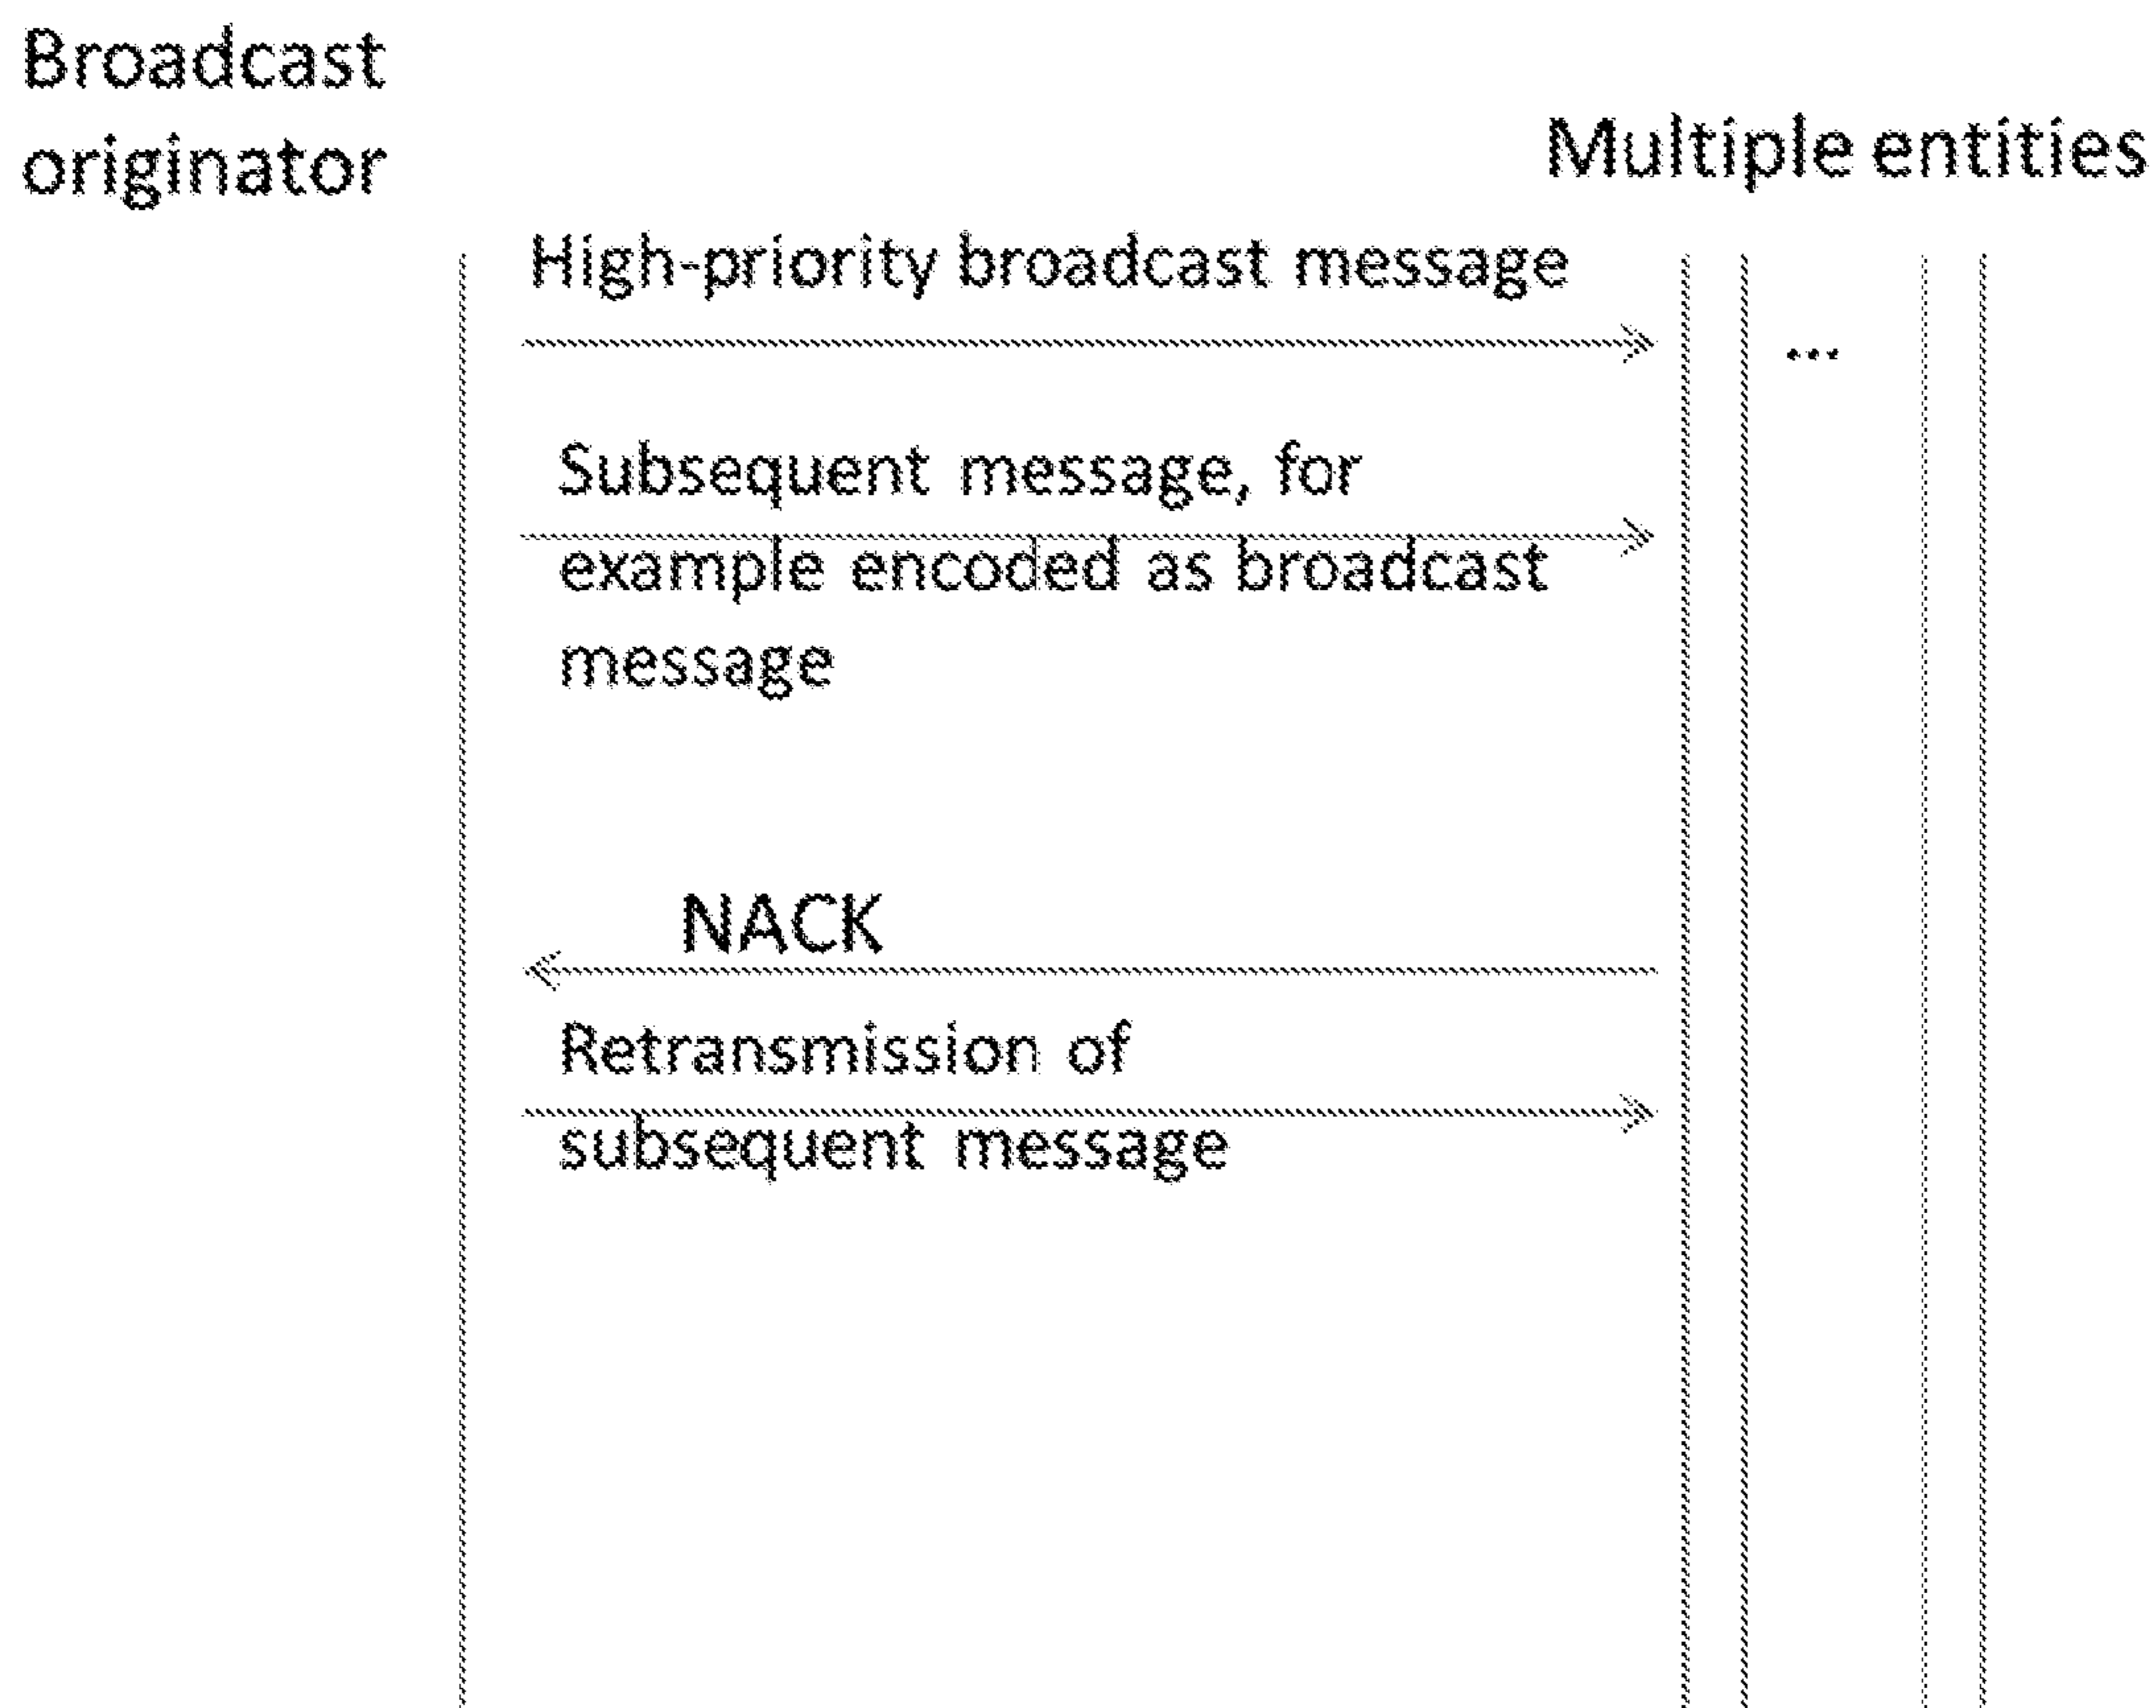 Broadcast
originator
Multiple entities
High-priority broadcast message
...
Subsequent message, for
example encoded as broadcast
message
NACK
Retransmission of
subsequent message